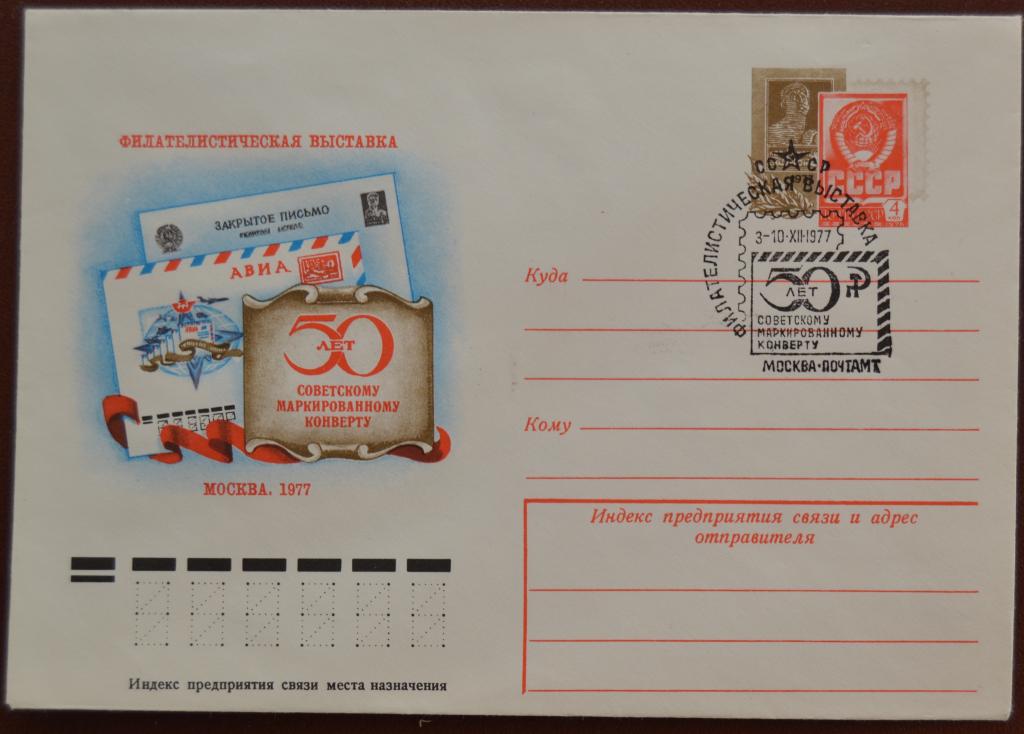 ФИЛАТЕЛИСТИЧЕСКАЯ ВЫСТАВКА
ЗАКРЫТОЕ ПИСЬМО
АВИА
50
ЛЕТ
СОВЕТСКОМУ
МАРКИРОВАННОМУ
КОНВЕРТУ
МОСКВА. 1977
Индекс предприятия связи места назначения
СССР
4
КОП
СССР
ФИЛАТЕЛИСТИЧЕСКАЯ ВЫСТАВКА
3-10·XII·1977
50
ЛЕТ
СОВЕТСКОМУ
МАРКИРОВАННОМУ
КОНВЕРТУ
МОСКВА·ПОЧТАМТ
Куда
Кому
Индекс предприятия связи и адрес
отправителя